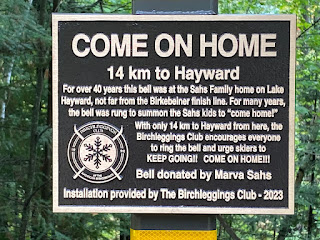 COME ON HOME
14 km to Hayward
For over 40 years this bell was at the Sahs Family home on Lake
Hayward, not far from the Birkebeiner finish line. For many years,
the bell was rung to summon the Sahs kids to “come home!”
With only 14 km to Hayward from here, the
Birchleggings Club encourages everyone
to ring the bell and urge skiers to
KEEP GOING!! COME ON HOME!!!
Bell donated by Marva Sahs
Installation provided by The Birchleggings Club - 2023